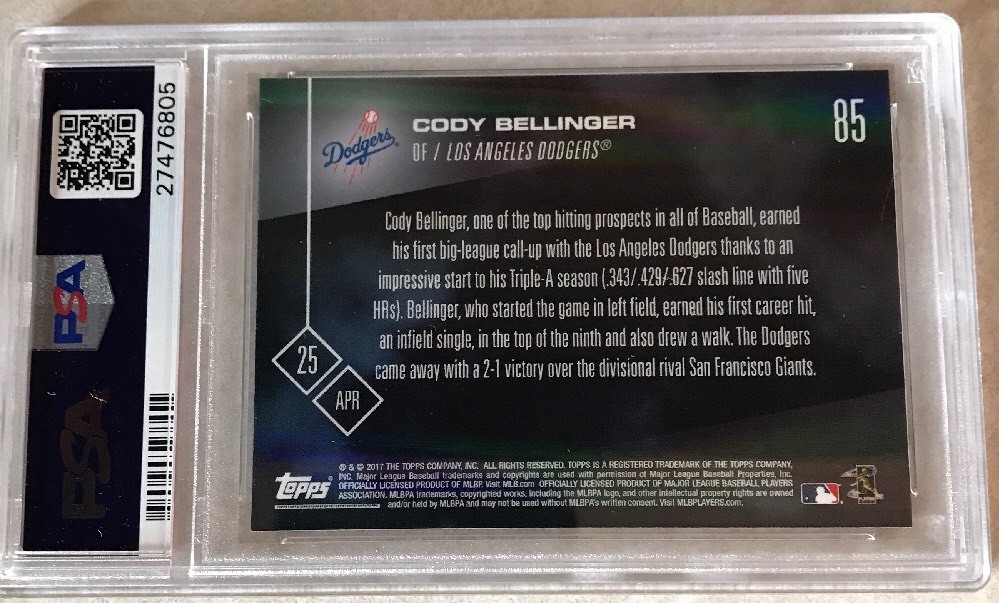 27476805
PSA
PSA
Dodgers
CODY BELLINGER
OF / LOS ANGELES DODGERS®
85
Cody Bellinger, one of the top hitting prospects in all of Baseball, earned
his first big-league call-up with the Los Angeles Dodgers thanks to an
impressive start to his Triple-A season (.343/.429/.627 slash line with five
HRs). Bellinger, who started the game in left field, earned his first career hit,
an infield single, in the top of the ninth and also drew a walk. The Dodgers
came away with a 2-1 victory over the divisional rival San Francisco Giants.
25
APR
Topps
® & © 2017 THE TOPPS COMPANY, INC. ALL RIGHTS RESERVED. TOPPS IS A REGISTERED TRADEMARK OF THE TOPPS COMPANY,
INC. Major League Baseball trademarks and copyrights are used with permission of Major League Baseball Properties, Inc.
OFFICIALLY LICENSED PRODUCT OF MLBP. Visit MLB.com OFFICIALLY LICENSED PRODUCT OF MAJOR LEAGUE BASEBALL PLAYERS
ASSOCIATION. MLBPA trademarks, copyrighted works, including the MLBPA logo, and other intellectual property rights are owned
and/or held by MLBPA and may not be used without MLBPA's written consent. Visit MLBPLAYERS.com.